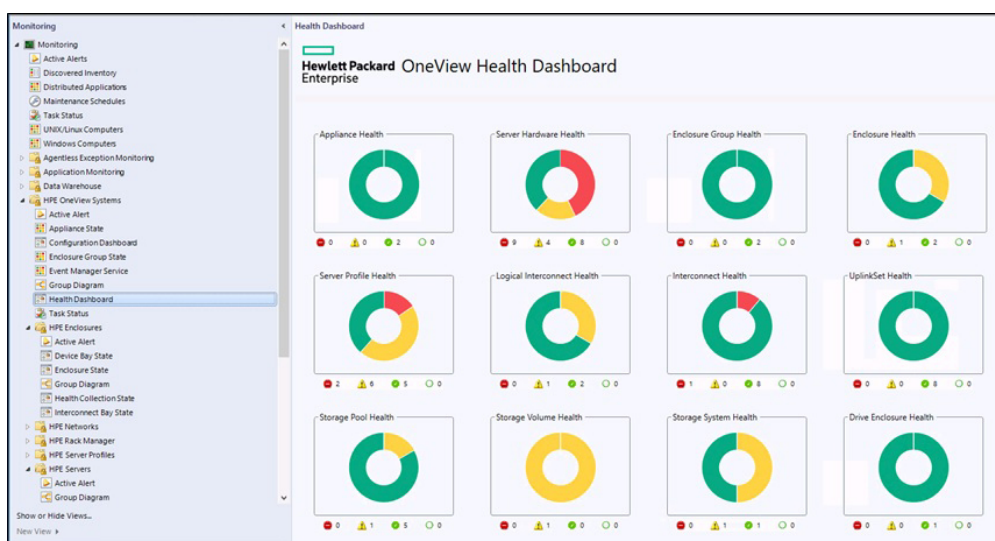 Monitoring
Monitoring
Active Alerts
Discovered Inventory
Distributed Applications
Maintenance Schedules
Task Status
UNIX/Linux Computers
Windows Computers
Agentless Exception Monitoring
Application Monitoring
Data Warehouse
HPE OneView Systems
Active Alert
Appliance State
Configuration Dashboard
Enclosure Group State
Event Manager Service
Group Diagram
Health Dashboard
Task Status
HPE Enclosures
Active Alert
Device Bay State
Enclosure State
Group Diagram
Health Collection State
Interconnect Bay State
HPE Networks
HPE Rack Manager
HPE Server Profiles
HPE Servers
Active Alert
Group Diagram
Show or Hide Views...
New View
Health Dashboard
Hewlett Packard
Enterprise
OneView Health Dashboard
Appliance Health
0 0 2 0
Server Hardware Health
9 4 8 0
Enclosure Group Health
0 0 2 0
Enclosure Health
0 1 2 0
Server Profile Health
2 6 5 0
Logical Interconnect Health
0 1 2 0
Interconnect Health
1 0 8 0
UplinkSet Health
0 0 8 0
Storage Pool Health
0 1 5 0
Storage Volume Health
0 1 0 0
Storage System Health
0 1 1 0
Drive Enclosure Health
0 0 1 0